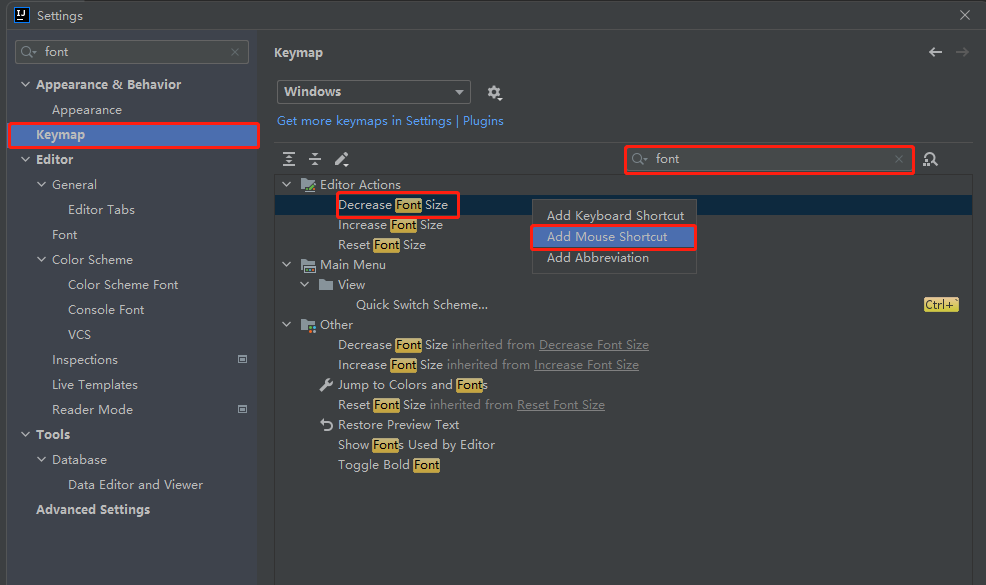 Settings
font
Appearance & Behavior
Appearance
Keymap
Editor
General
Editor Tabs
Font
Color Scheme
Color Scheme Font
Console Font
VCS
Inspections
Live Templates
Reader Mode
Tools
Database
Data Editor and Viewer
Advanced Settings
Keymap
Windows
Get more keymaps in Settings | Plugins
font
Editor Actions
Decrease Font Size
Increase Font Size
Reset Font Size
Add Keyboard Shortcut
Add Mouse Shortcut
Add Abbreviation
Main Menu
View
Quick Switch Scheme...
Ctrl+`
Other
Decrease Font Size inherited from Decrease Font Size
Increase Font Size inherited from Increase Font Size
Jump to Colors and Fonts
Reset Font Size inherited from Reset Font Size
Restore Preview Text
Show Fonts Used by Editor
Toggle Bold Font